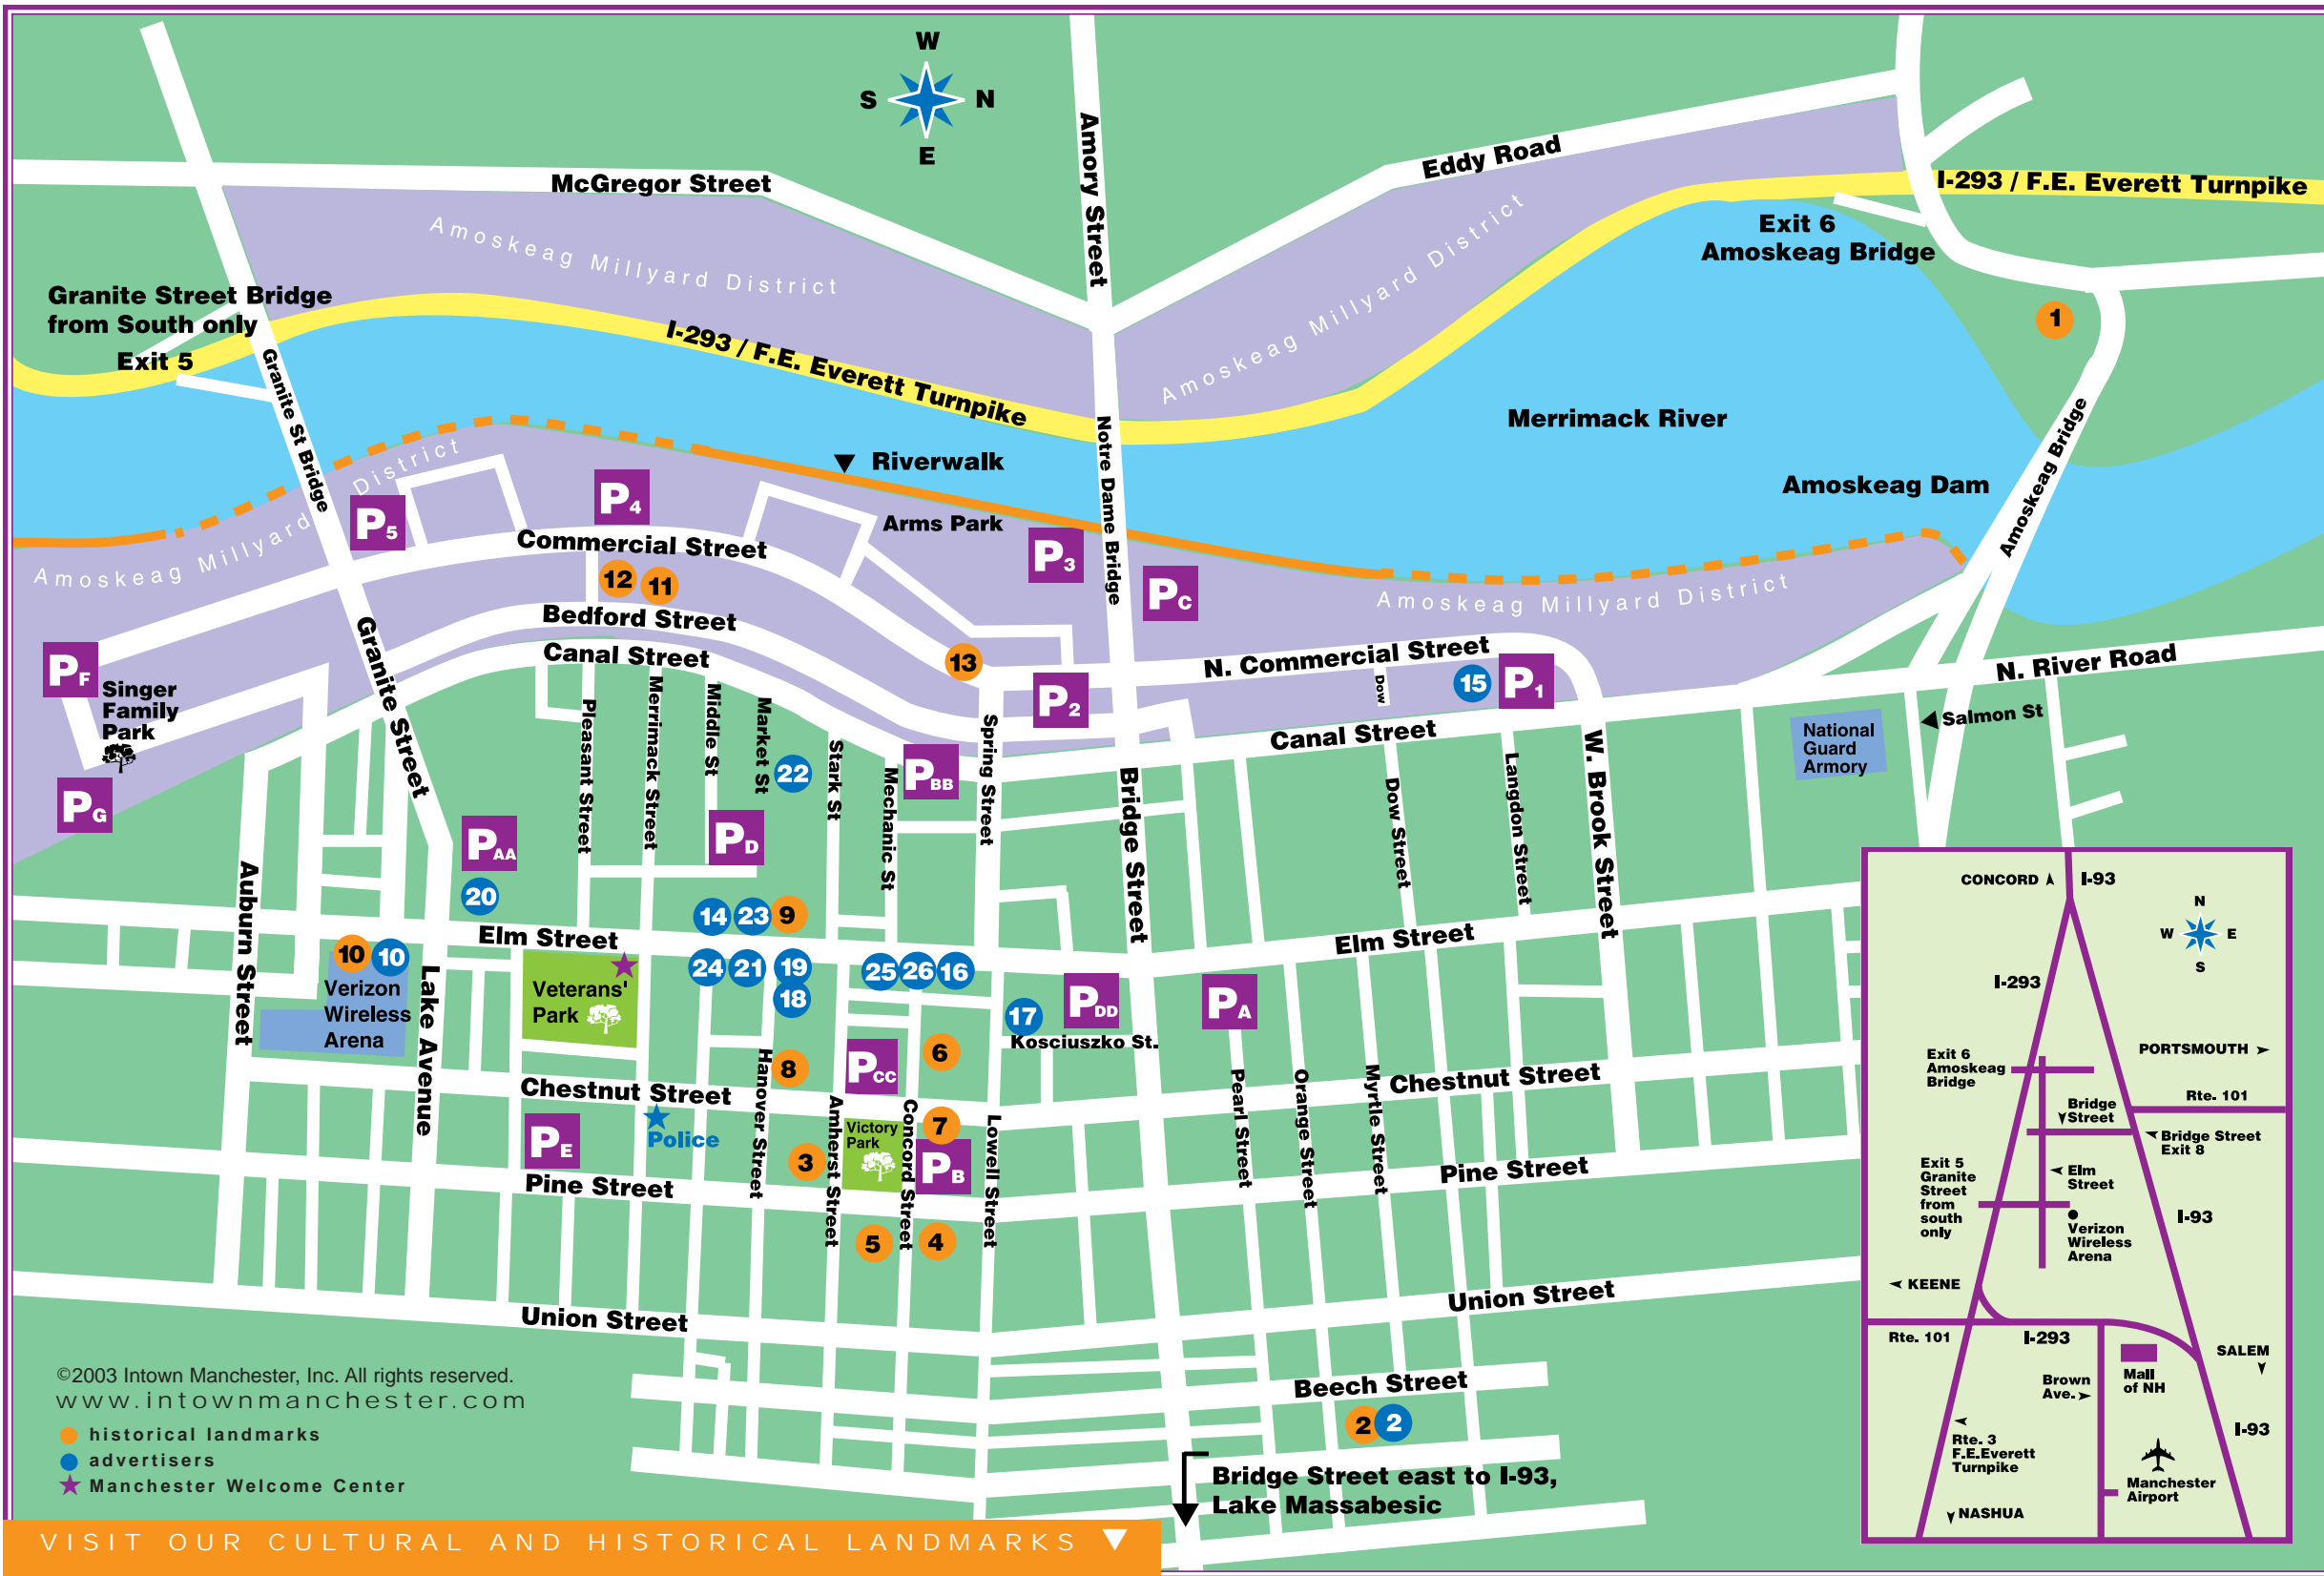 W
S
N
E
McGregor Street
Amory Street
Eddy Road
I-293 / F.E. Everett Turnpike
Exit 6
Amoskeag Bridge
Amoskeag Millyard District
Amoskeag Millyard District
Granite Street Bridge
from South only
Exit 5
1
I-293 / F.E. Everett Turnpike
Granite St Bridge
Merrimack River
Notre Dame Bridge
Amoskeag Bridge
Riverwalk
Amoskeag Dam
Arms Park
P4
P5
P3
PC
Amoskeag Millyard District
Commercial Street
12
11
Amoskeag Millyard District
Bedford Street
Canal Street
Granite Street
13
N. Commercial Street
Dow
15
P1
P2
N. River Road
Salmon St
National
Guard
Armory
PF
Singer
Family
Park
PG
Pleasant Street
Merrimack Street
Middle St
Market St
22
Stark St
Mechanic St
PBB
Spring Street
Canal Street
Bridge Street
Dow Street
Langdon Street
W. Brook Street
PAA
20
PD
Auburn Street
14
23
9
Elm Street
Elm Street
10
10
Verizon
Wireless
Arena
Lake Avenue
Veterans'
Park
24
21
19
18
25
26
16
17
PDD
PA
Kosciuszko St.
Hanover Street
8
PCC
6
Chestnut Street
Chestnut Street
Police
PE
Pine Street
3
Amherst Street
Victory
Park
Concord Street
7
PB
Lowell Street
Pearl Street
Orange Street
Myrtle Street
Pine Street
5
4
Union Street
Union Street
Beech Street
2
2
Bridge Street east to I-93,
Lake Massabesic
©2003 Intown Manchester, Inc. All rights reserved.
www.intownmanchester.com
historical landmarks
advertisers
Manchester Welcome Center
VISIT OUR CULTURAL AND HISTORICAL LANDMARKS
CONCORD
I-93
N
W
E
S
I-293
Exit 6
Amoskeag
Bridge
PORTSMOUTH
Rte. 101
Bridge
Street
Bridge Street
Exit 8
Exit 5
Granite
Street
from
south
only
Elm
Street
I-93
Verizon
Wireless
Arena
KEENE
Rte. 101
I-293
SALEM
Mall
of NH
Brown
Ave.
I-93
Rte. 3
F.E.Everett
Turnpike
Manchester
Airport
NASHUA